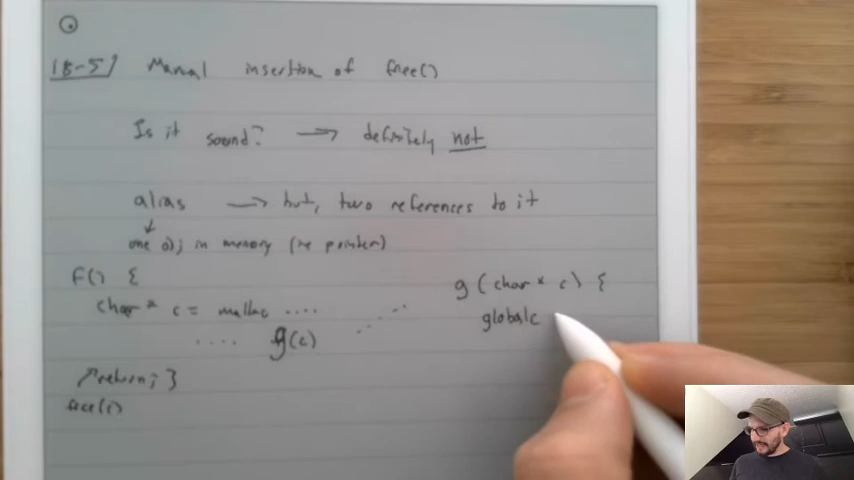 18-5] Manual insertion of free()
Is it sound? → definitely not
alias → but, two references to it
↓
one obj in memory (ie pointer)
f() {
char * c = malloc ....
.... g(c) .....
return; }
free(c)
g (char * c) {
globalc